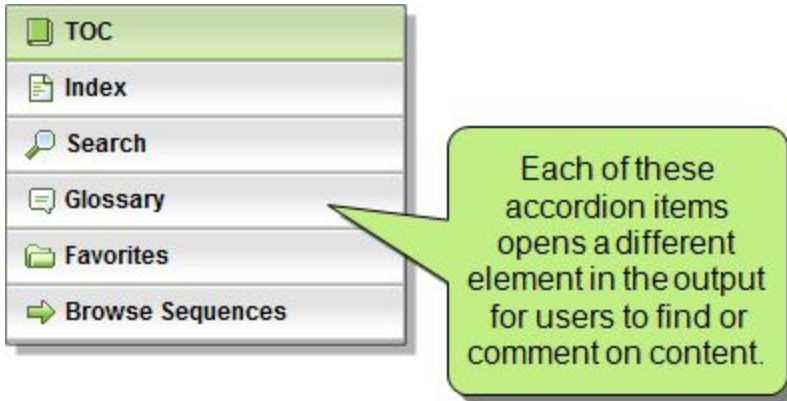 TOC
Index
Search
Glossary
Favorites
Browse Sequences
Each of these
accordion items
opens a different
element in the output
for users to find or
comment on content.